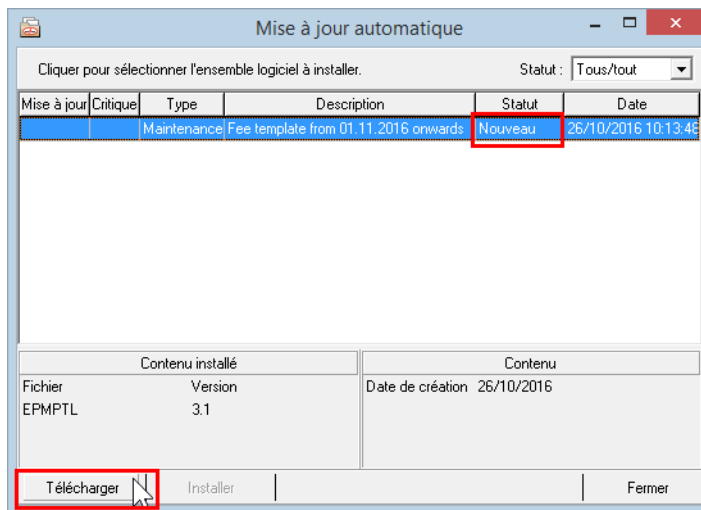 Mise à jour automatique
Cliquer pour sélectionner l'ensemble logiciel à installer. Statut : Tous/tout
Mise à jour Critique Type Description Statut Date
Maintenance Fee template from 01.11.2016 onwards Nouveau 26/10/2016 10:13:48
Contenu installé Contenu
Fichier Version Date de création 26/10/2016
EPMPTL 3.1
Télécharger Installer Fermer